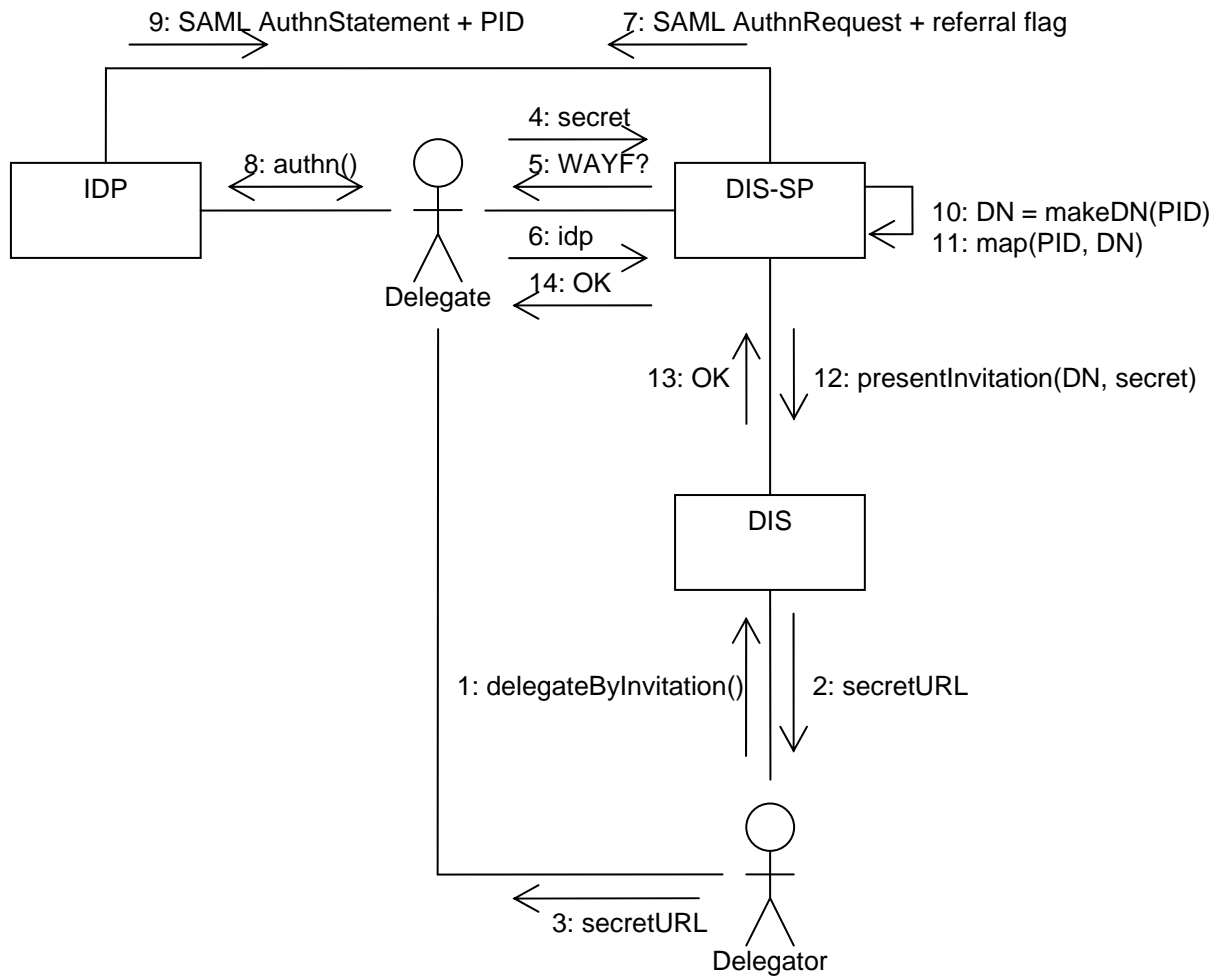 9: SAML AuthnStatement + PID
7: SAML AuthnRequest + referral flag
4: secret
8: authn()
5: WAYF?
IDP
DIS-SP
10: DN = makeDN(PID)
11: map(PID, DN)
6: idp
14: OK
Delegate
13: OK
12: presentInvitation(DN, secret)
DIS
1: delegateByInvitation()
2: secretURL
3: secretURL
Delegator